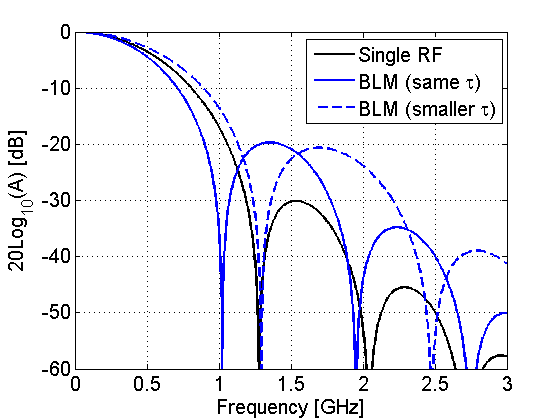 Single RF
BLM (same τ)
BLM (smaller τ)
0
-10
-20
-30
-40
-50
-60
20Log10(A) [dB]
0 0.5 1 1.5 2 2.5 3
Frequency [GHz]